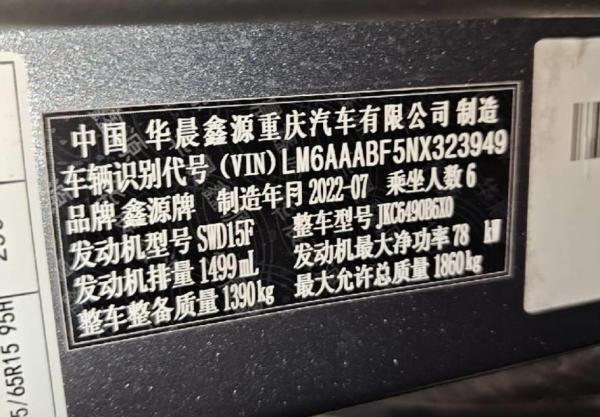 中国 华晨鑫源重庆汽车有限公司 制造
车辆识别代号 (VIN) LM6AAABF5NX323949
品牌 鑫源牌 制造年月 2022-07 乘坐人数 6
发动机型号 SWD15F 整车型号 JKC6490B6X0
发动机排量 1499mL 发动机最大净功率 78 kW
整车整备质量 1390kg 最大允许总质量 1860kg
5/65R15 95H